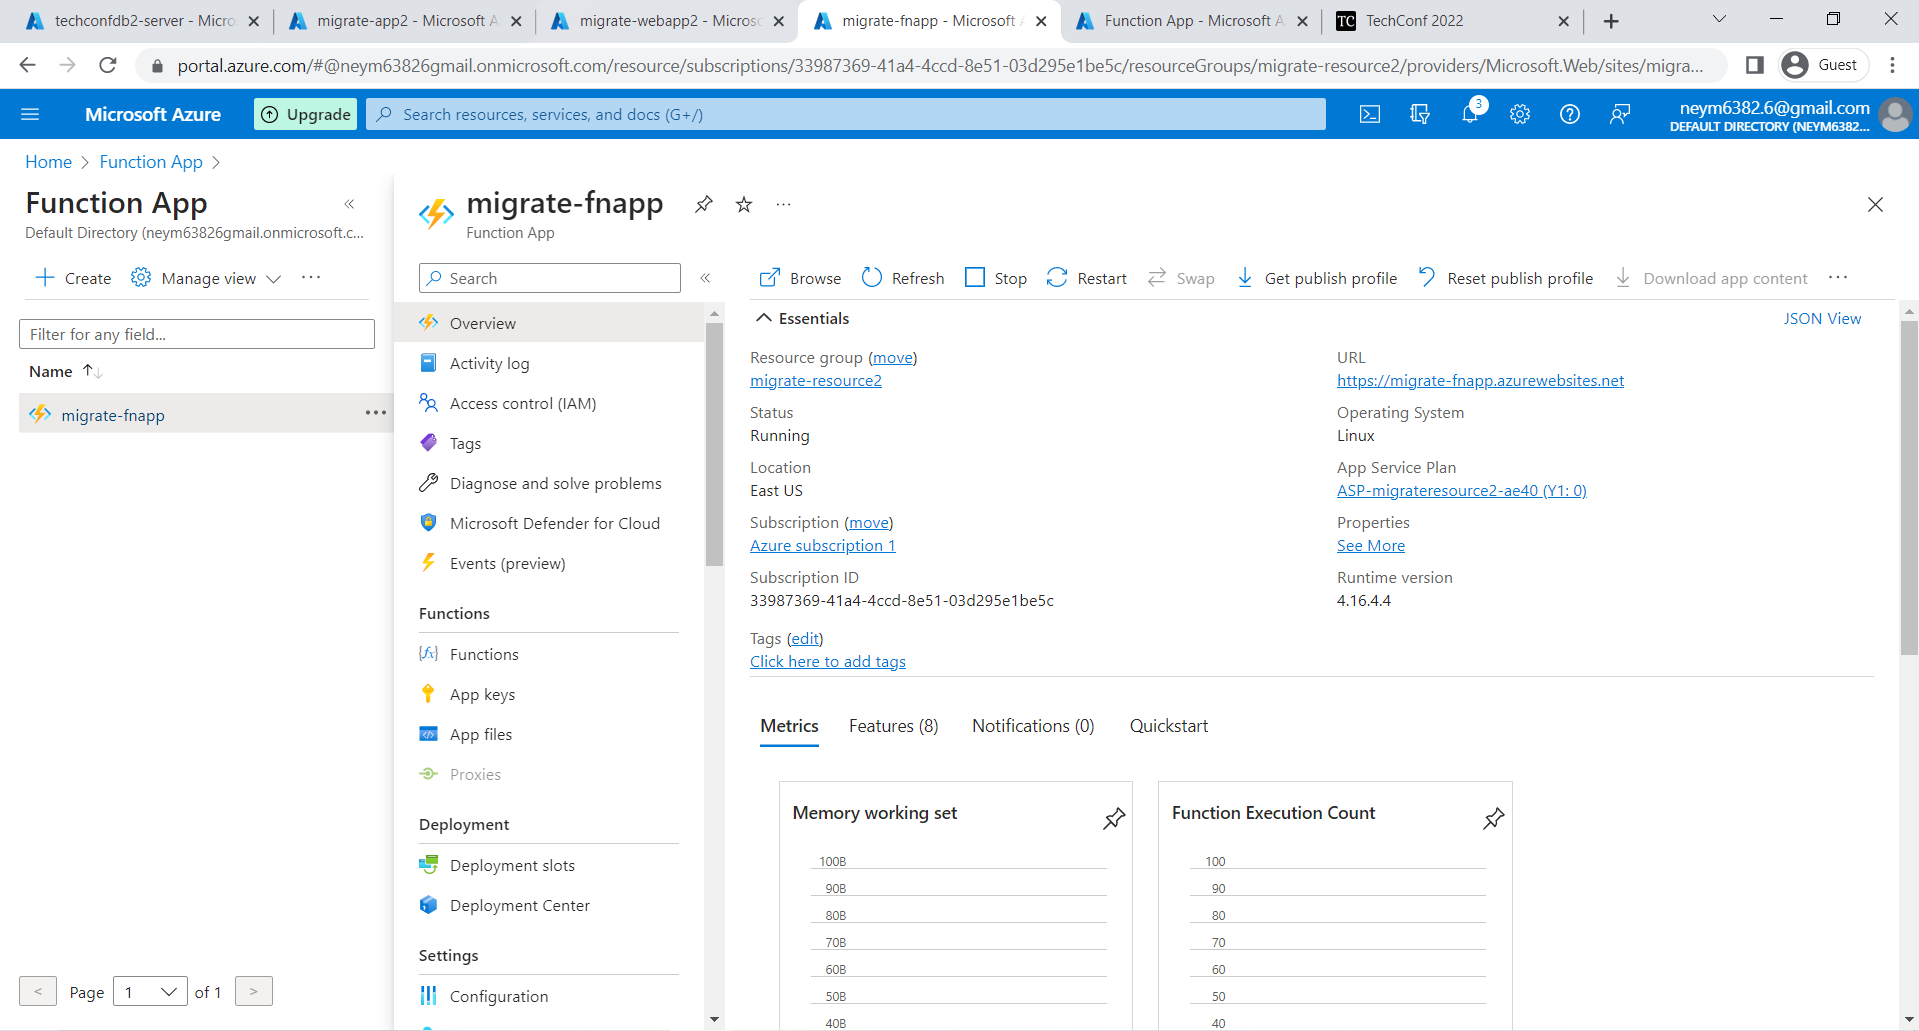 techconfdb2-server - Micro
migrate-app2 - Microsoft A
migrate-webapp2 - Microsc
migrate-fnapp - Microsoft A
Function App - Microsoft A
TC TechConf 2022
portal.azure.com/#@neym63826gmail.onmicrosoft.com/resource/subscriptions/33987369-41a4-4ccd-8e51-03d295e1be5c/resourceGroups/migrate-resource2/providers/Microsoft.Web/sites/migra...
Guest
Microsoft Azure
Upgrade
Search resources, services, and docs (G+/)
3
neym6382.6@gmail.com
DEFAULT DIRECTORY (NEYM6382...
Home > Function App >
Function App
Default Directory (neym63826gmail.onmicrosoft.c...
Create
Manage view
Filter for any field...
Name
migrate-fnapp
< Page 1 of 1 >
migrate-fnapp
Function App
Search
Overview
Activity log
Access control (IAM)
Tags
Diagnose and solve problems
Microsoft Defender for Cloud
Events (preview)
Functions
Functions
App keys
App files
Proxies
Deployment
Deployment slots
Deployment Center
Settings
Configuration
Browse
Refresh
Stop
Restart
Swap
Get publish profile
Reset publish profile
Download app content
Essentials
JSON View
Resource group (move)
migrate-resource2
Status
Running
Location
East US
Subscription (move)
Azure subscription 1
Subscription ID
33987369-41a4-4ccd-8e51-03d295e1be5c
Tags (edit)
Click here to add tags
URL
https://migrate-fnapp.azurewebsites.net
Operating System
Linux
App Service Plan
ASP-migrateresource2-ae40 (Y1: 0)
Properties
See More
Runtime version
4.16.4.4
Metrics
Features (8)
Notifications (0)
Quickstart
Memory working set
100B
90B
80B
70B
60B
50B
40B
Function Execution Count
100
90
80
70
60
50
40